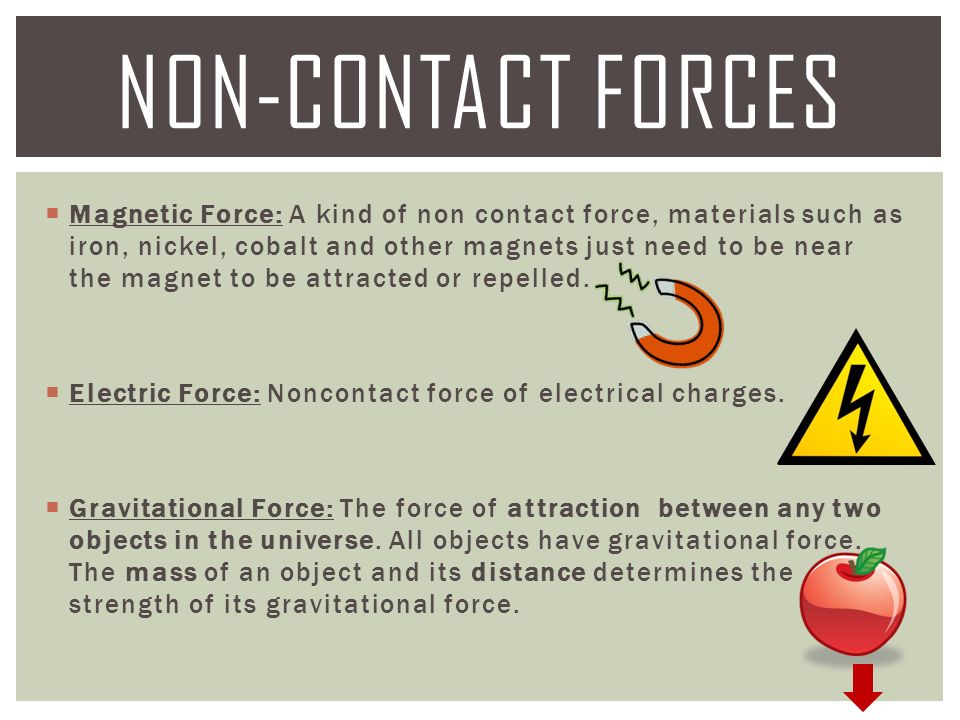 NON-CONTACT FORCES
Magnetic Force: A kind of non contact force, materials such as
iron, nickel, cobalt and other magnets just need to be near
the magnet to be attracted or repelled.
Electric Force: Noncontact force of electrical charges.
Gravitational Force: The force of attraction between any two
objects in the universe. All objects have gravitational force.
The mass of an object and its distance determines the
strength of its gravitational force.